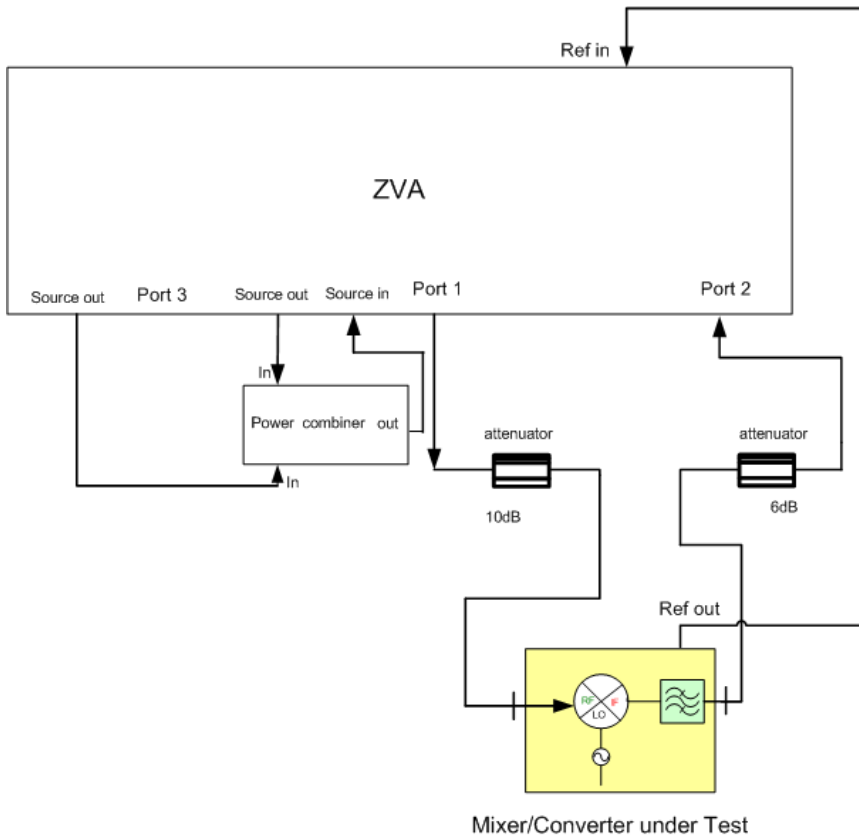 Ref in
ZVA
Source out
Port 3
Source out
Source in
Port 1
Port 2
In
Power combiner out
In
attenuator
10dB
attenuator
6dB
Ref out
RF
IF
LO
Mixer/Converter under Test